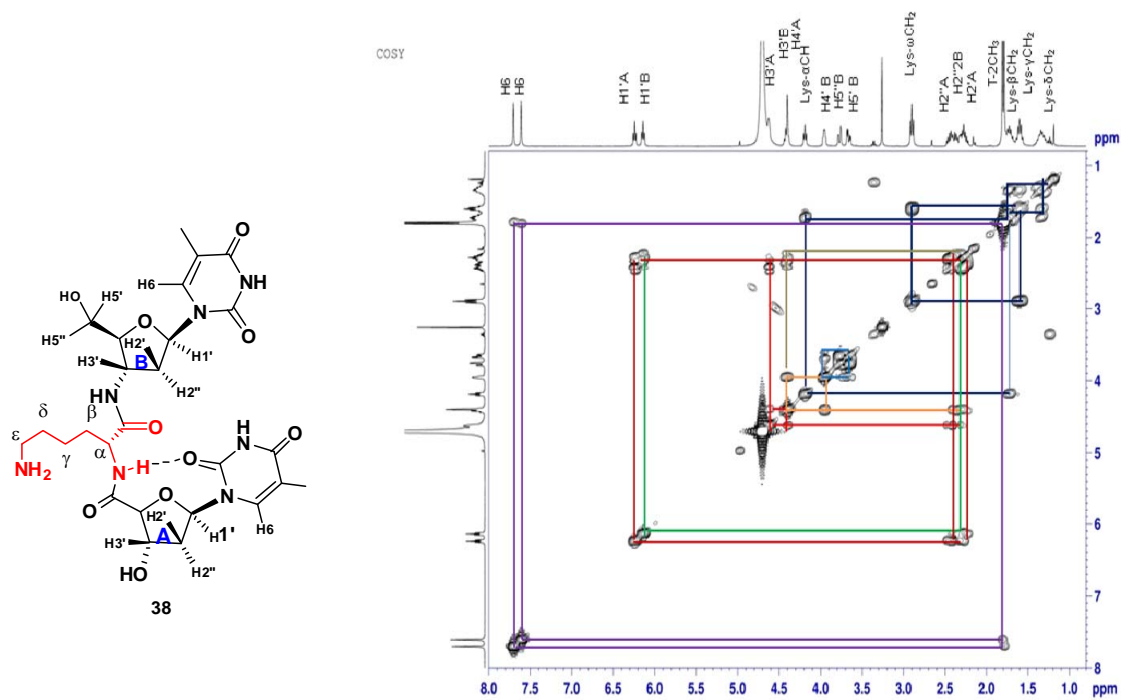 COSY
H6
H6
H1'A
H1'B
H3'A
H3'B
H4'A
Lys-αCH
H4' B
H5''B
H5' B
Lys-ωCH2
H2''A
H2''2B
H2'A
T-2CH3
Lys-βCH2
Lys-γCH2
Lys-δCH2
ppm
1
2
3
4
5
6
7
8
8.0 7.5 7.0 6.5 6.0 5.5 5.0 4.5 4.0 3.5 3.0 2.5 2.0 1.5 1.0 ppm
O
HO
H5'
H6
NH
N
O
O
H5''
H2'
H1'
H3'
B
H2''
NH
β
O
δ
ε
γ
α
NH2
N-H
O
NH
O
N
O
O
H2'
H1'
H6
H3'
A
HO
H2''
38